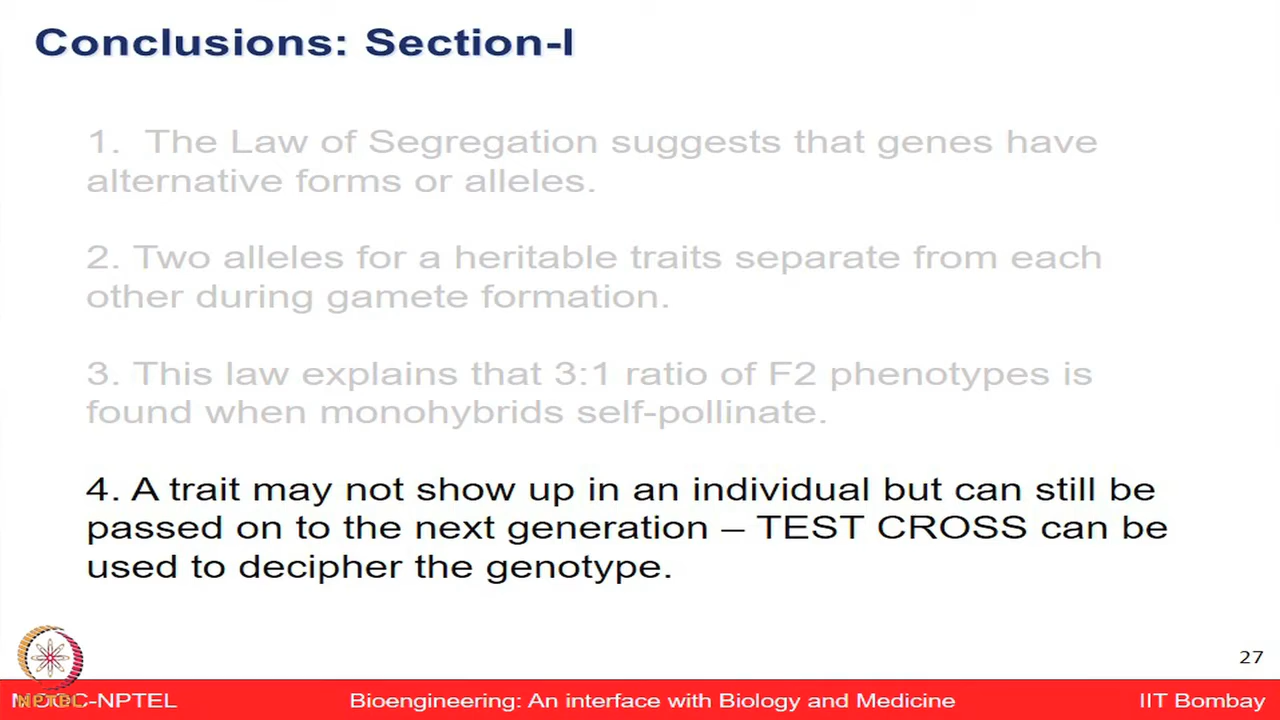 Conclusions: Section-I
1. The Law of Segregation suggests that genes have
alternative forms or alleles.
2. Two alleles for a heritable traits separate from each
other during gamete formation.
3. This law explains that 3:1 ratio of F2 phenotypes is
found when monohybrids self-pollinate.
4. A trait may not show up in an individual but can still be
passed on to the next generation – TEST CROSS can be
used to decipher the genotype.
27
NPTEL
MOOC-NPTEL
Bioengineering: An interface with Biology and Medicine
IIT Bombay